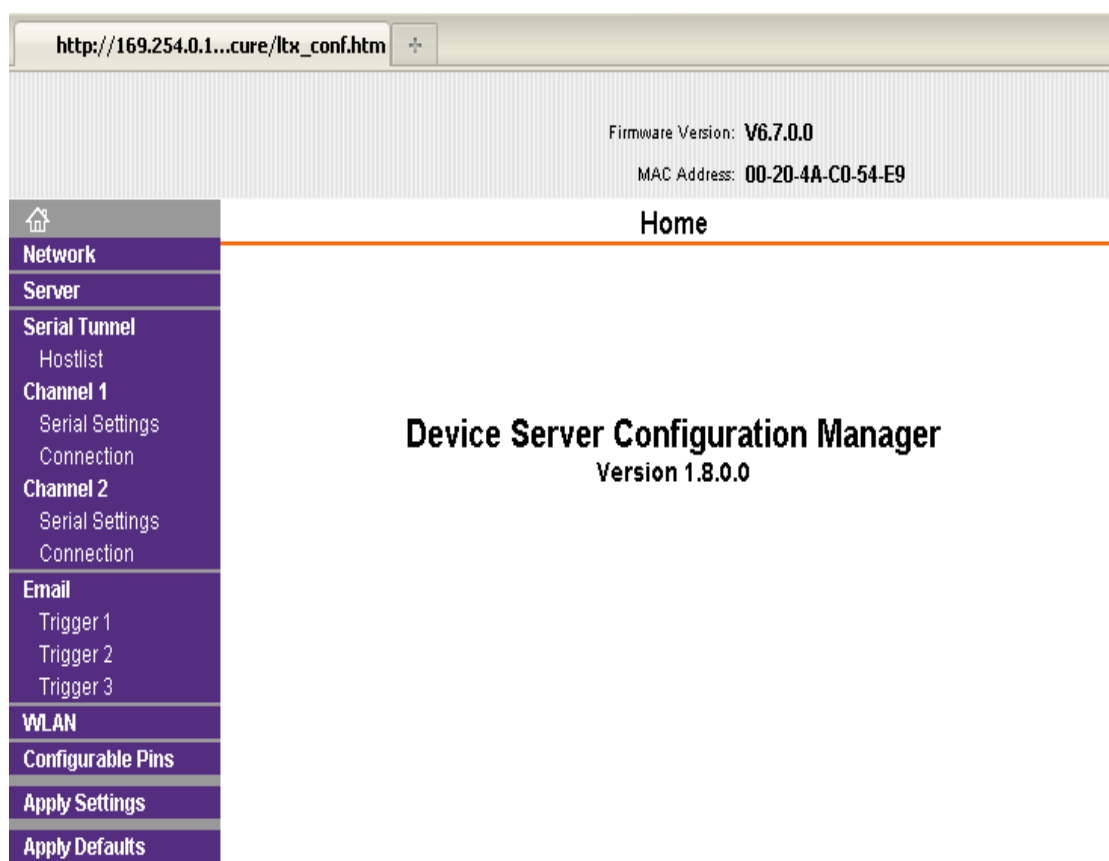 http://169.254.0.1...cure/ltx_conf.htm
Firmware Version: V6.7.0.0
MAC Address: 00-20-4A-C0-54-E9
Home
Network
Server
Serial Tunnel
Hostlist
Channel 1
Serial Settings
Connection
Channel 2
Serial Settings
Connection
Email
Trigger 1
Trigger 2
Trigger 3
WLAN
Configurable Pins
Apply Settings
Apply Defaults
Device Server Configuration Manager
Version 1.8.0.0